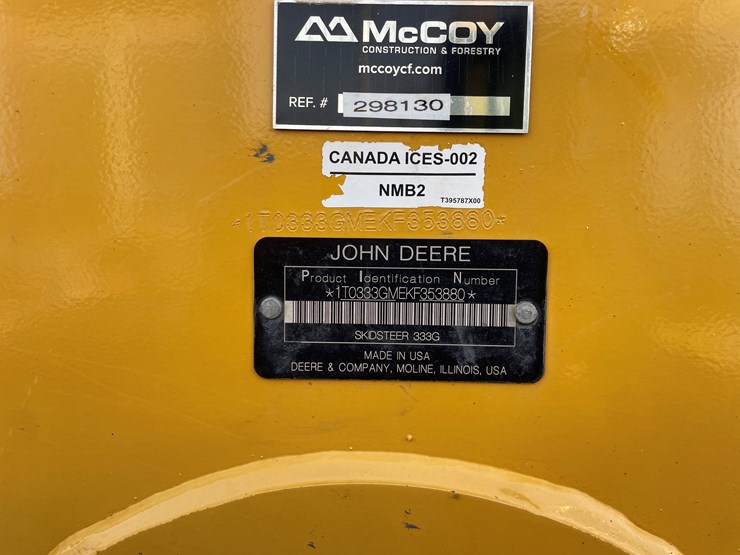 McCOY
CONSTRUCTION & FORESTRY
mccoycf.com
REF. # 298130
CANADA ICES-002
NMB2
T395787X00
*1T0333GMEKF353880*
JOHN DEERE
Product Identification Number
*1T0333GMEKF353880*
SKIDSTEER 333G
MADE IN USA
DEERE & COMPANY, MOLINE, ILLINOIS, USA